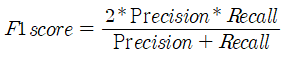 F1 score = 2 * Precision * Recall / Precision + Recall